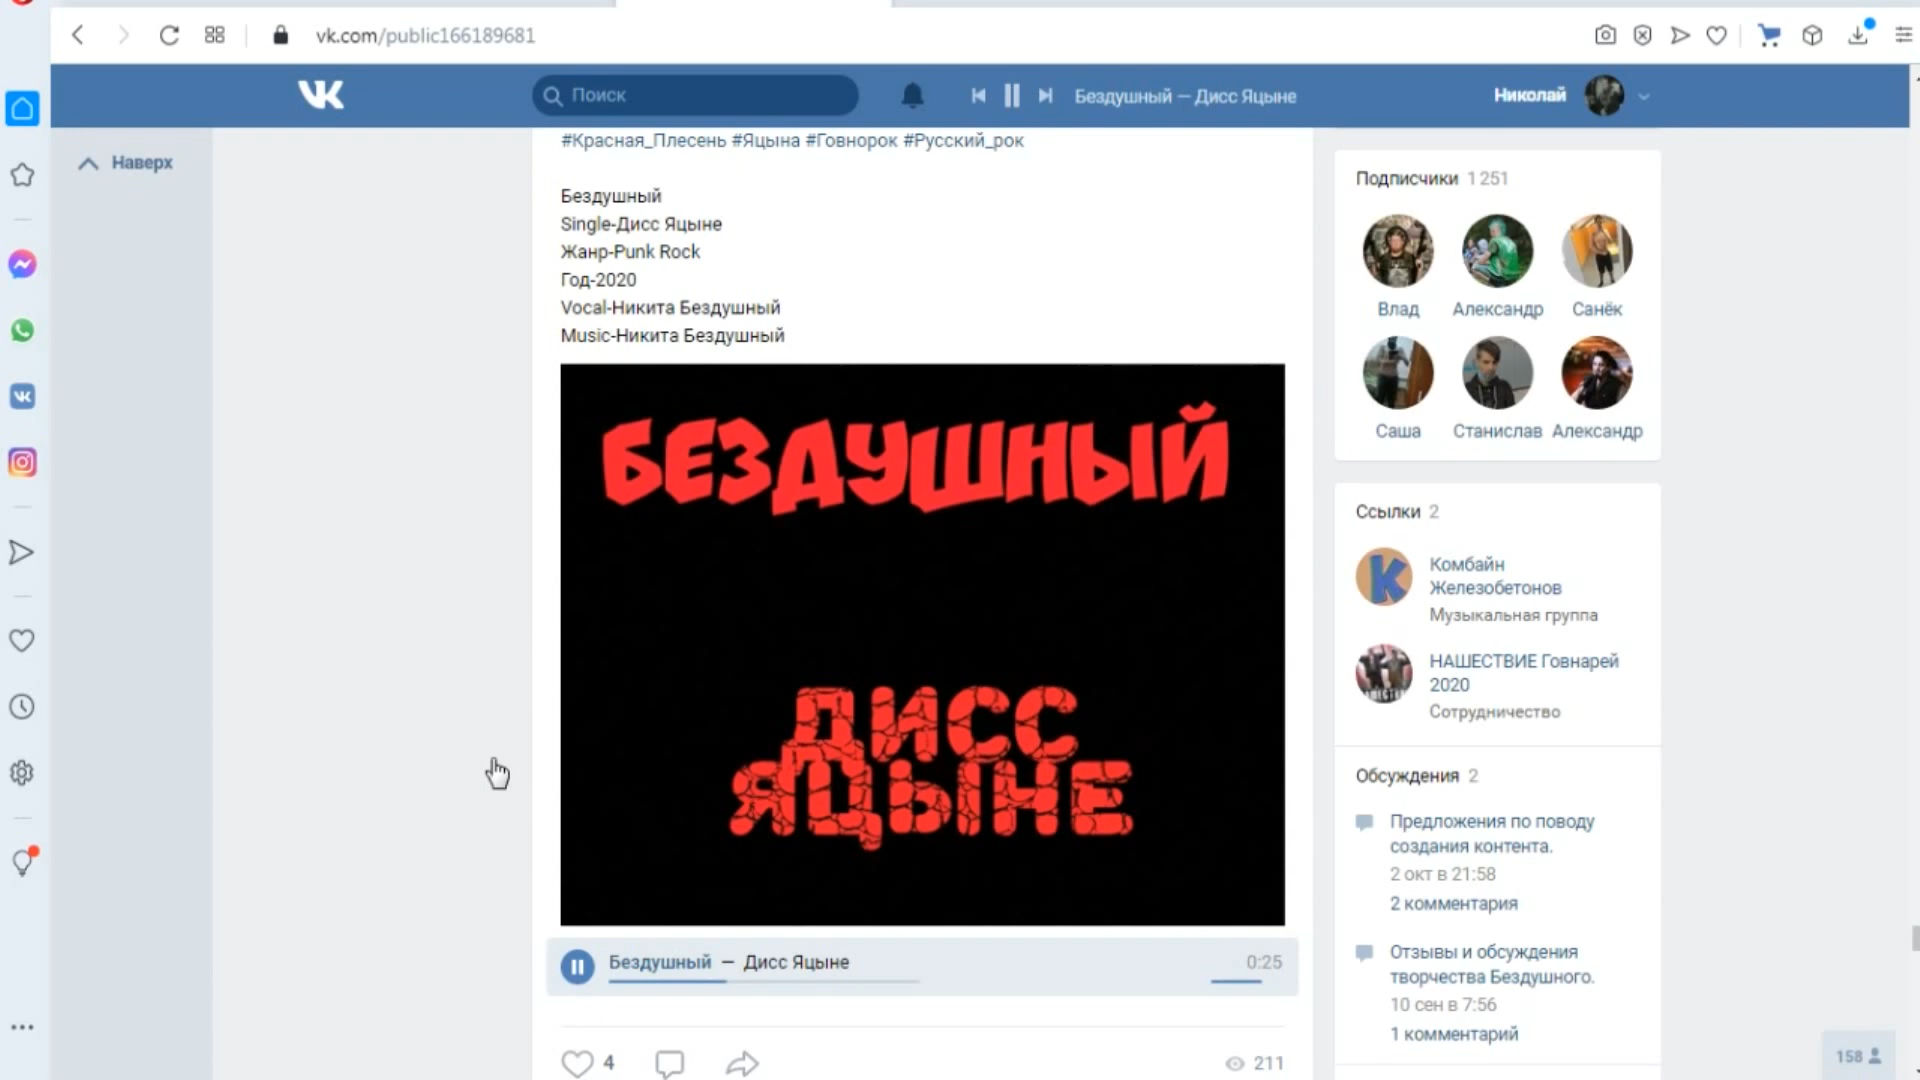 vk.com/public166189681
Поиск
Бездушный — Дисс Яцыне
Николай
Наверх
#Красная_Плесень #Яцына #Говнорок #Русский_рок
Бездушный
Single-Дисс Яцыне
Жанр-Punk Rock
Год-2020
Vocal-Никита Бездушный
Music-Никита Бездушный
БЕЗДУШНЫЙ
ДИСС
ЯЦЫНЕ
Бездушный — Дисс Яцыне
0:25
4
211
Подписчики 1 251
Влад
Александр
Санёк
Саша
Станислав
Александр
Ссылки 2
Комбайн
Железобетонов
Музыкальная группа
НАШЕСТВИЕ Говнарей
2020
Сотрудничество
Обсуждения 2
Предложения по поводу
создания контента.
2 окт в 21:58
2 комментария
Отзывы и обсуждения
творчества Бездушного.
10 сен в 7:56
1 комментарий
158